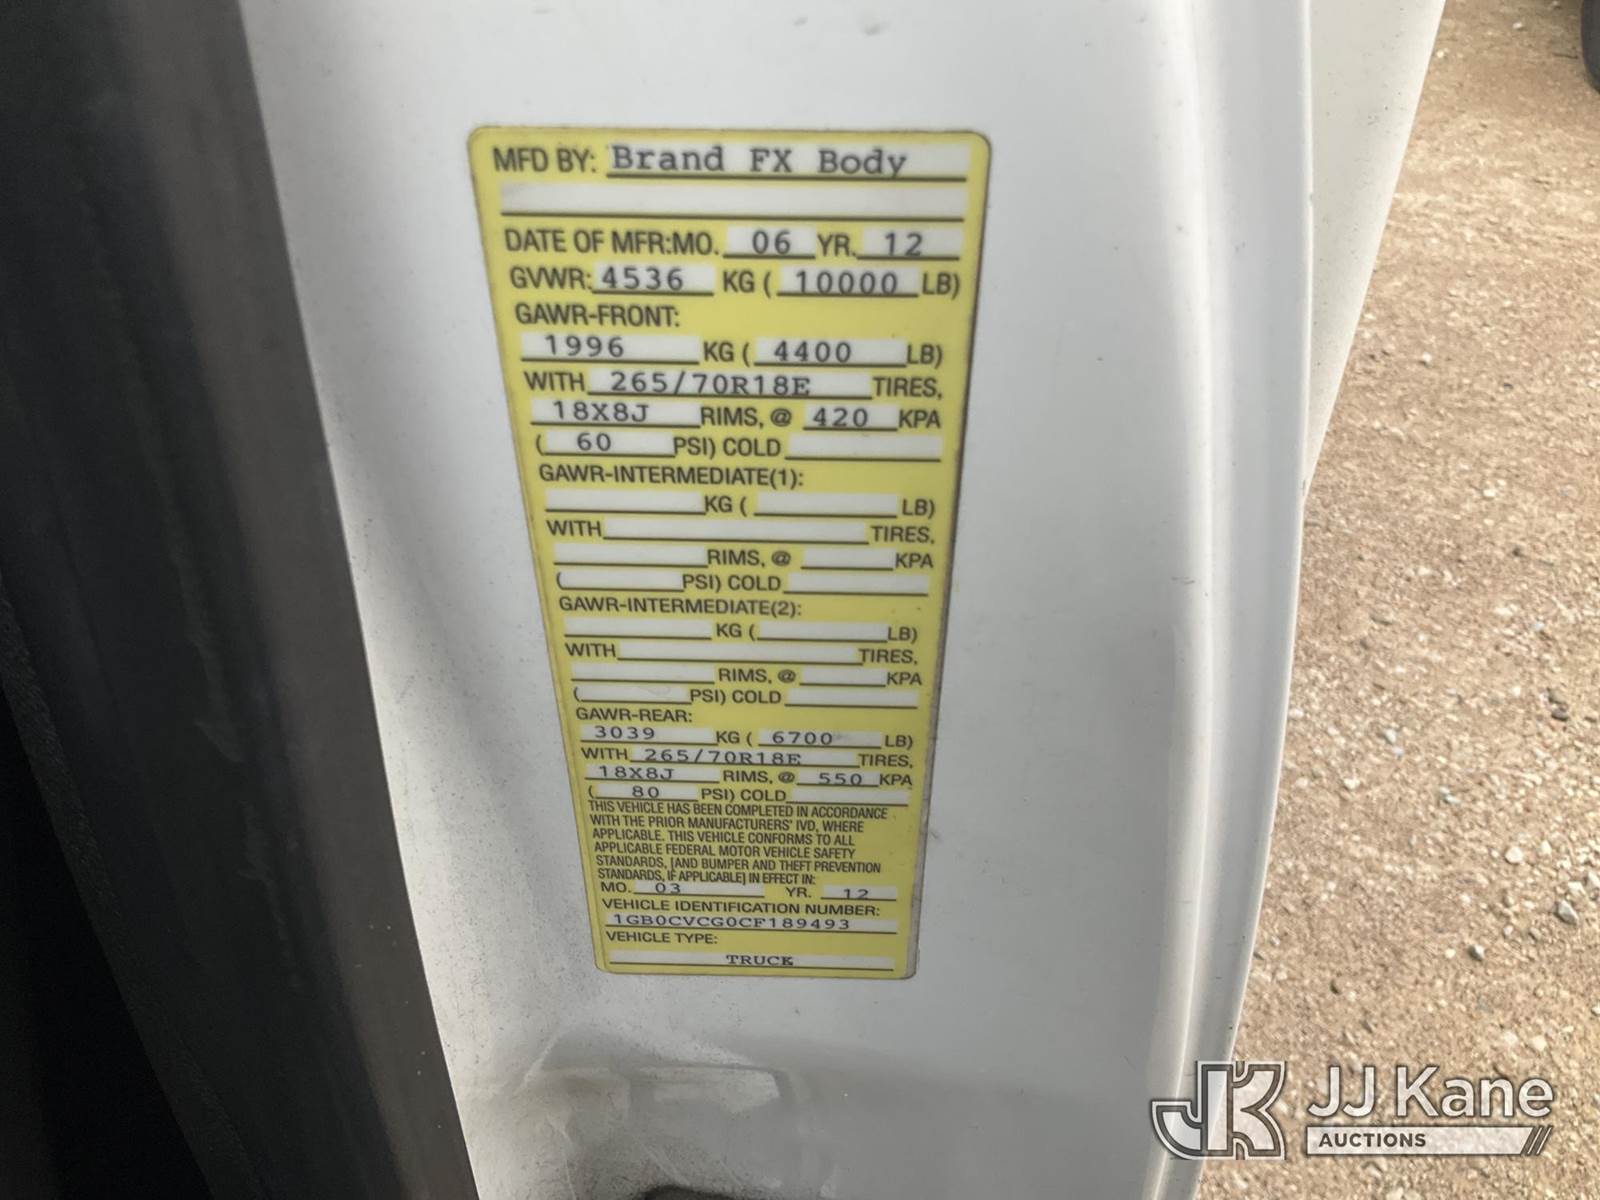 MFD BY: Brand FX Body
DATE OF MFR:MO. 06 YR. 12
GVWR: 4536 KG ( 10000 LB)
GAWR-FRONT:
1996 KG ( 4400 LB)
WITH 265/70R18E TIRES,
18X8J RIMS, @ 420 KPA
( 60 PSI) COLD
GAWR-INTERMEDIATE(1):
KG ( LB)
WITH TIRES,
RIMS, @ KPA
( PSI) COLD
GAWR-INTERMEDIATE(2):
KG ( LB)
WITH TIRES,
RIMS, @ KPA
( PSI) COLD
GAWR-REAR:
3039 KG ( 6700 LB)
WITH 265/70R18E TIRES,
18X8J RIMS, @ 550 KPA
( 80 PSI) COLD
THIS VEHICLE HAS BEEN COMPLETED IN ACCORDANCE
WITH THE PRIOR MANUFACTURERS' IVD, WHERE
APPLICABLE. THIS VEHICLE CONFORMS TO ALL
APPLICABLE FEDERAL MOTOR VEHICLE SAFETY
STANDARDS, [AND BUMPER AND THEFT PREVENTION
STANDARDS, IF APPLICABLE] IN EFFECT IN:
MO. 03 YR. 12
VEHICLE IDENTIFICATION NUMBER:
1GB0CVCG0CF189493
VEHICLE TYPE:
TRUCK
JK JJ Kane
AUCTIONS